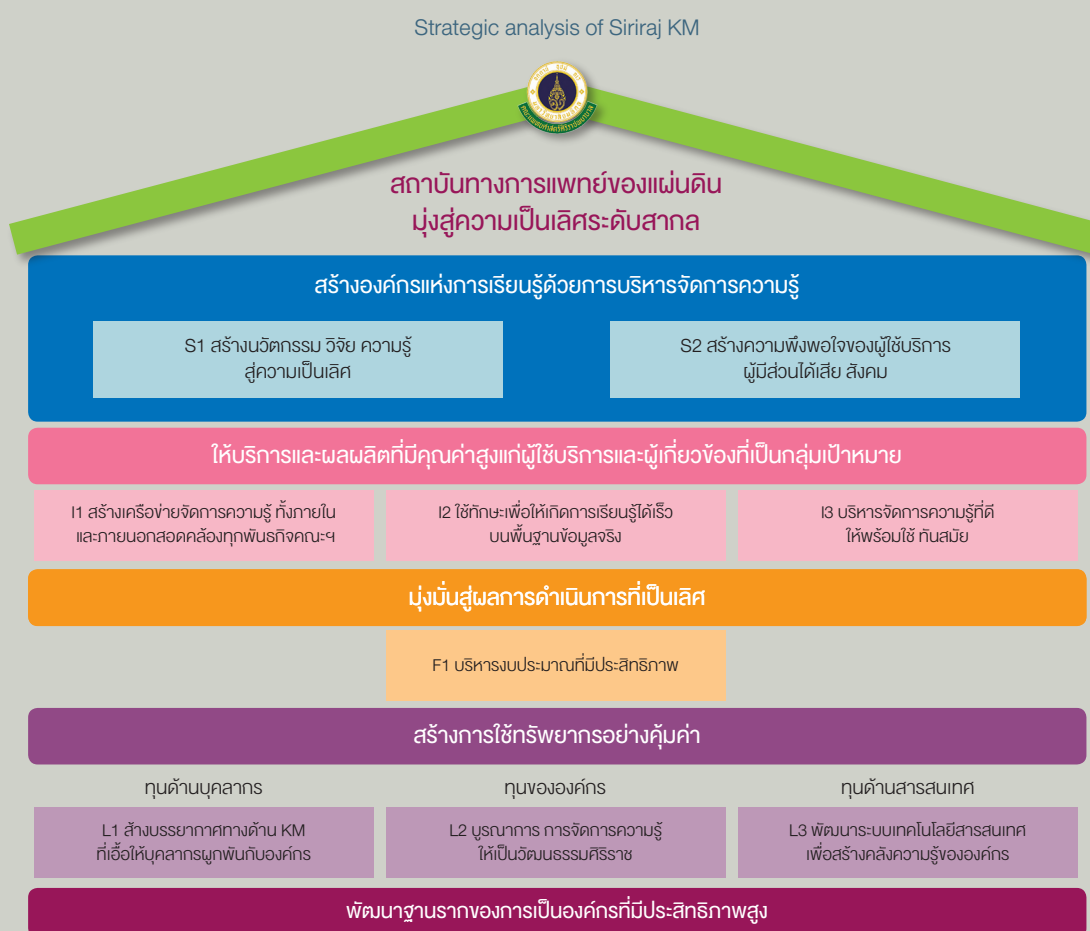 Strategic analysis of Siriraj KM
สถาบันทางการแพทย์ของแผ่นดิน
มุ่งสู่ความเป็นเลิศระดับสากล
สร้างองค์กรแห่งการเรียนรู้ด้วยการบริหารจัดการความรู้
S1 สร้างนวัตกรรม วิจัย ความรู้
สู่ความเป็นเลิศ
S2 สร้างความพึงพอใจของผู้ใช้บริการ
ผู้มีส่วนได้เสีย สังคม
ให้บริการและผลผลิตที่มีคุณค่าสูงแก่ผู้ใช้บริการและผู้เกี่ยวข้องที่เป็นกลุ่มเป้าหมาย
I1 สร้างเครือข่ายจัดการความรู้ ทั้งภายใน
และภายนอกสอดคล้องทุกพันธกิจคณะฯ
I2 ใช้ทักษะเพื่อให้เกิดการเรียนรู้ได้เร็ว
บนพื้นฐานข้อมูลจริง
I3 บริหารจัดการความรู้ที่ดี
ให้พร้อมใช้ ทันสมัย
มุ่งมั่นสู่ผลการดำเนินการที่เป็นเลิศ
F1 บริหารงบประมาณที่มีประสิทธิภาพ
สร้างการใช้ทรัพยากรอย่างคุ้มค่า
ทุนด้านบุคลากร
ทุนขององค์กร
ทุนด้านสารสนเทศ
L1 ส้างบรรยากาศทางด้าน KM
ที่เอื้อให้บุคลากรผูกพันกับองค์กร
L2 บูรณาการ การจัดการความรู้
ให้เป็นวัฒนธรรมศิริราช
L3 พัฒนาระบบเทคโนโลยีสารสนเทศ
เพื่อสร้างคลังความรู้ขององค์กร
พัฒนาฐานรากของการเป็นองค์กรที่มีประสิทธิภาพสูง